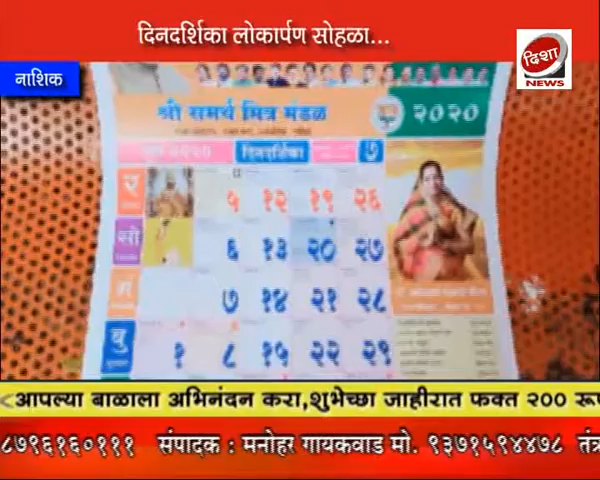 दिनदर्शिका लोकार्पण सोहळा...
दिशा
NEWS
नाशिक
श्री समर्थ मित्र मंडळ
२०२०
दिनदर्शिका
७
र
५ १२ १९ २६
सो
६ १३ २० २७
मं
७ १४ २१ २८
बु
१ ८ १५ २२ २९
<आपल्या बाळाला अभिनंदन करा,शुभेच्छा जाहीरात फक्त २०० रू
८७९६१६०१११ संपादक : मनोहर गायकवाड मो. ९३७१५९४४७८ तंत्र